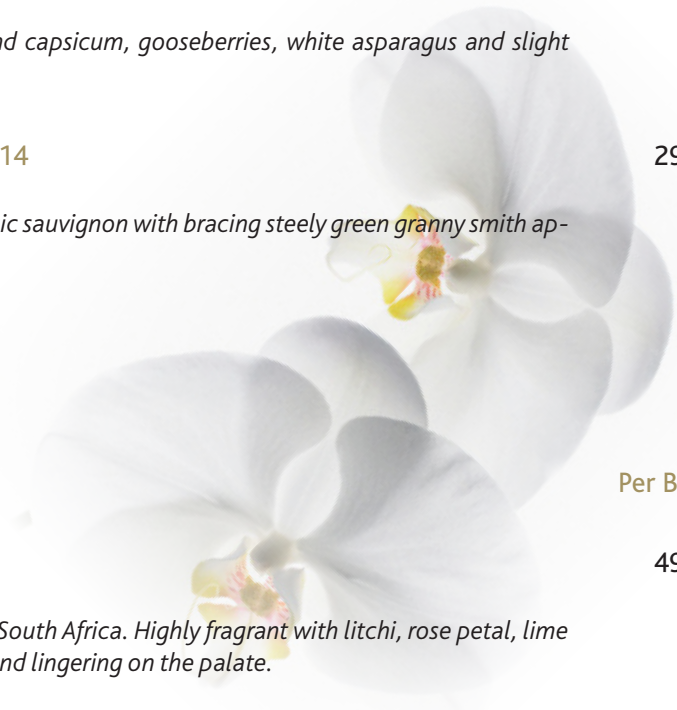 nd capsicum, gooseberries, white asparagus and slight
14 29
ic sauvignon with bracing steely green granny smith ap-
Per B
49
South Africa. Highly fragrant with litchi, rose petal, lime
nd lingering on the palate.